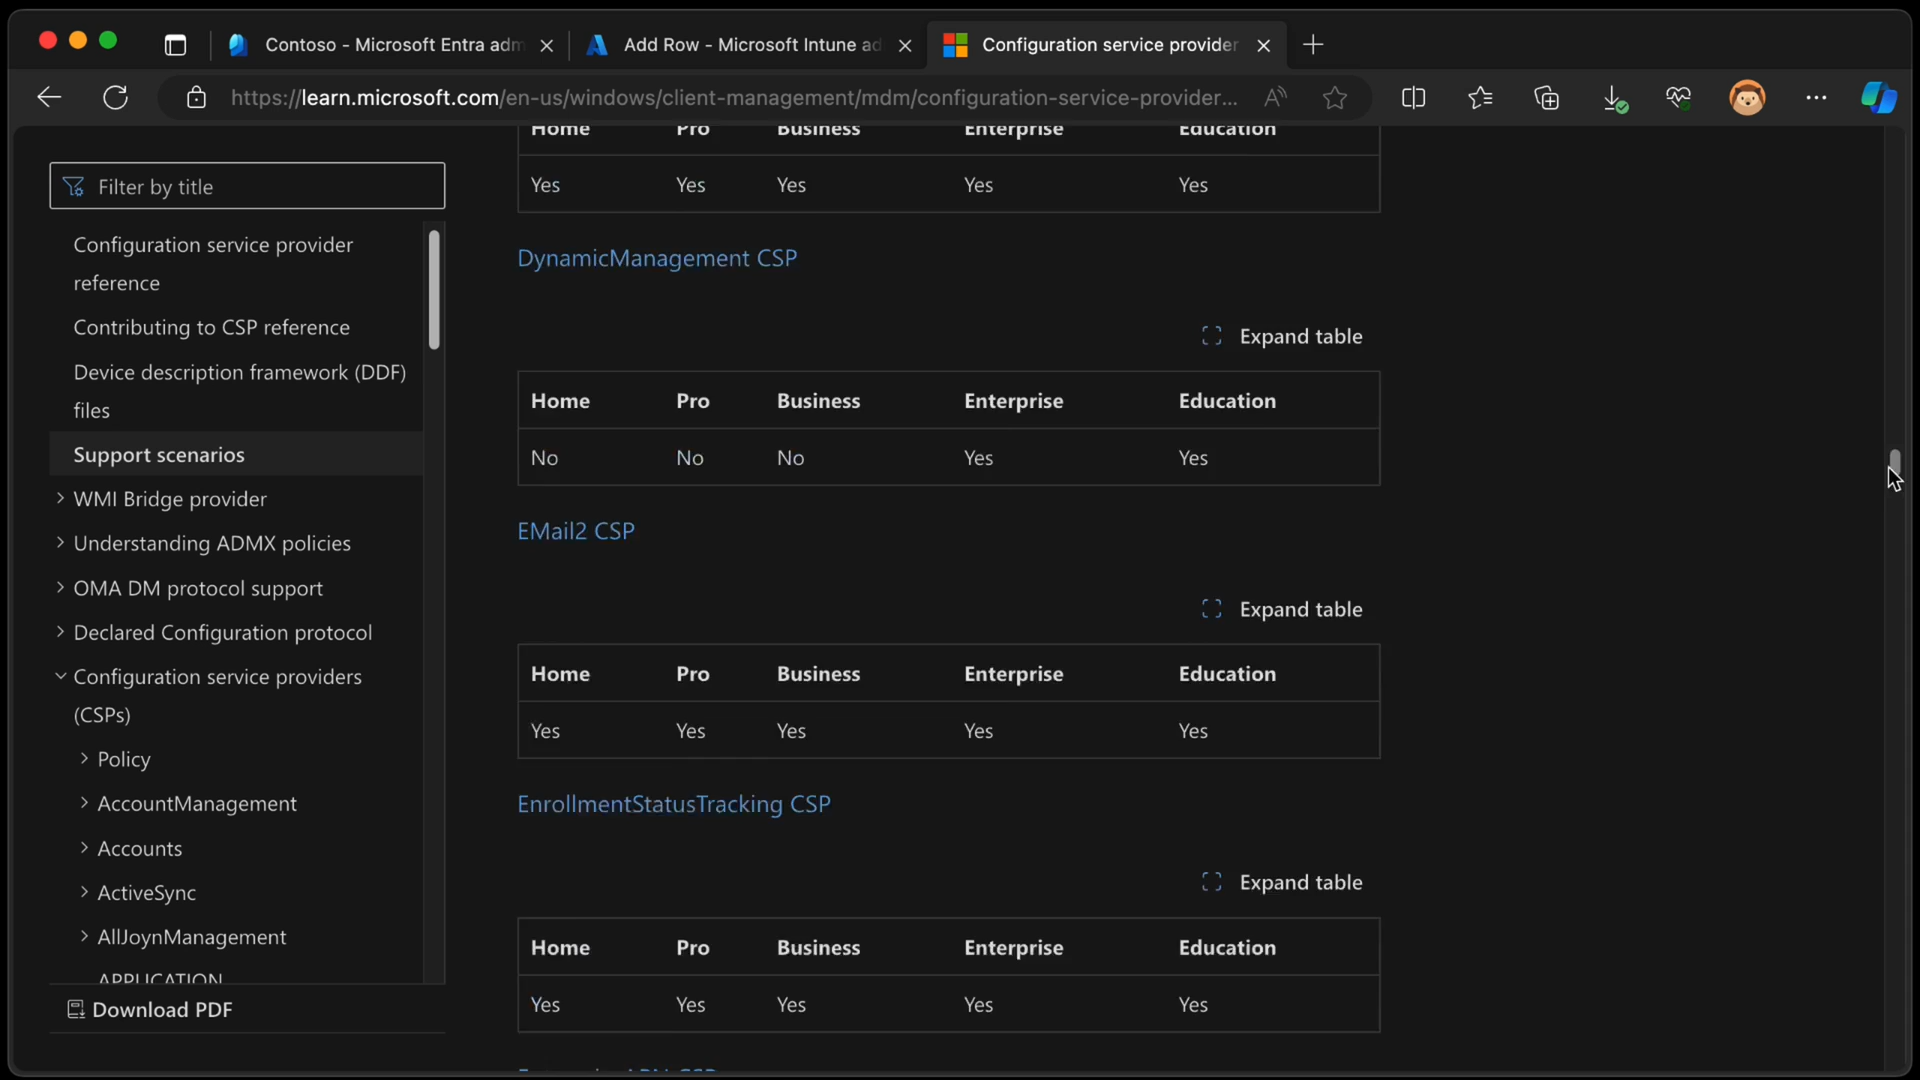 Contoso - Microsoft Entra adm
Add Row - Microsoft Intune ad
Configuration service provider
https://learn.microsoft.com/en-us/windows/client-management/mdm/configuration-service-provider...
Filter by title
Configuration service provider
reference
Contributing to CSP reference
Device description framework (DDF)
files
Support scenarios
WMI Bridge provider
Understanding ADMX policies
OMA DM protocol support
Declared Configuration protocol
Configuration service providers
(CSPs)
Policy
AccountManagement
Accounts
ActiveSync
AllJoynManagement
APPLICATION
Download PDF
Home Pro Business Enterprise Education
Yes Yes Yes Yes Yes
DynamicManagement CSP
Expand table
Home Pro Business Enterprise Education
No No No Yes Yes
EMail2 CSP
Expand table
Home Pro Business Enterprise Education
Yes Yes Yes Yes Yes
EnrollmentStatusTracking CSP
Expand table
Home Pro Business Enterprise Education
Yes Yes Yes Yes Yes